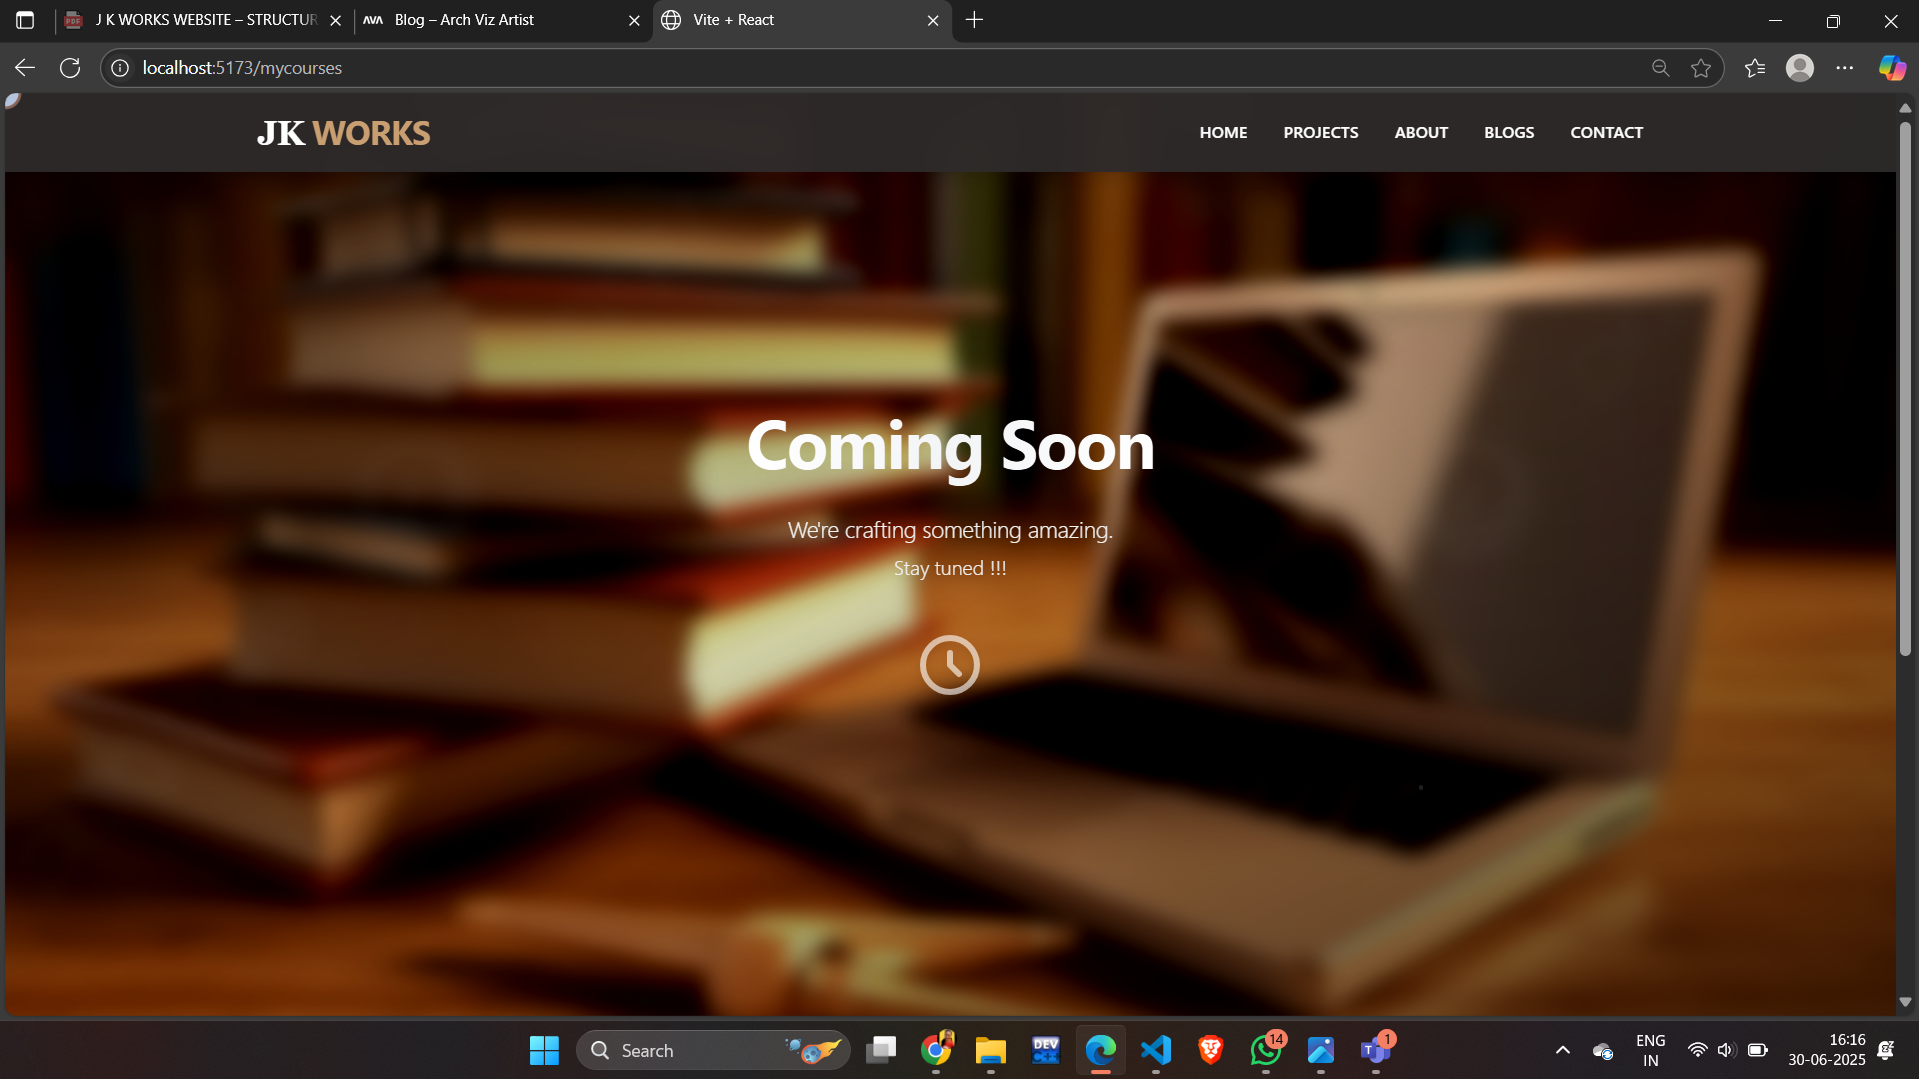 J K WORKS WEBSITE – STRUCTUR
Blog – Arch Viz Artist
Vite + React
localhost:5173/mycourses
JK WORKS
HOME
PROJECTS
ABOUT
BLOGS
CONTACT
Coming Soon
We're crafting something amazing.
Stay tuned !!!
Search
DEV
14
1
ENG
IN
16:16
30-06-2025